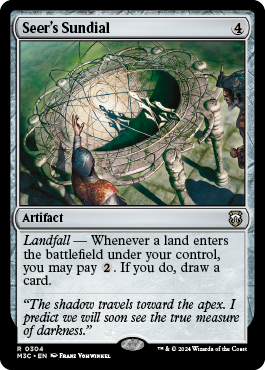 Seer's Sundial 4
Artifact
Landfall — Whenever a land enters
the battlefield under your control,
you may pay 2. If you do, draw a
card.
"The shadow travels toward the apex. I
predict we will soon see the true measure
of darkness."
R 0304
M3C • EN Franz Vohwinkel
™ & © 2024 Wizards of the Coast